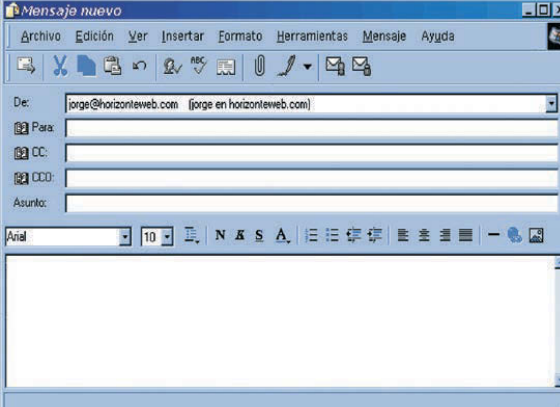 Mensaje nuevo
Archivo Edición Ver Insertar Formato Herramientas Mensaje Ayuda
ABC
De: jorge@horizonteweb.com (jorge en horizonteweb.com)
Para:
CC:
CCO:
Asunto:
Arial 10 N K S A